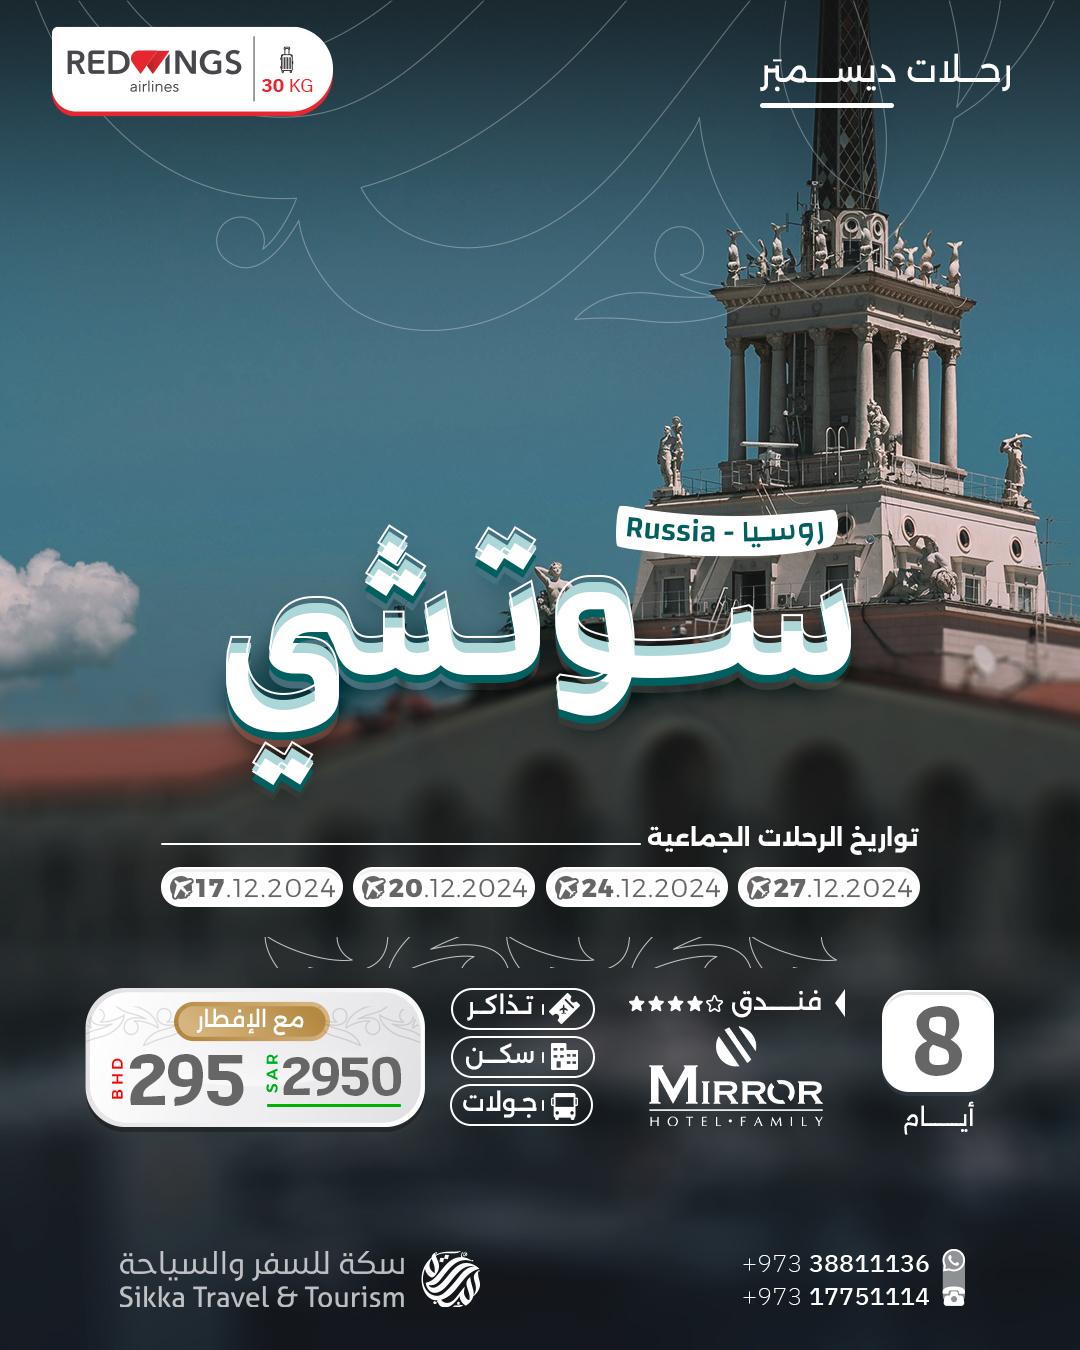 REDWINGS
airlines
30 KG
رحلات ديسمبر
روسيا - Russia
سوتشي
تواريخ الرحلات الجماعية
17.12.2024
20.12.2024
24.12.2024
27.12.2024
8
أيام
فندق
MIRROR
HOTEL•FAMILY
تذاكر
سكن
جولات
مع الإفطار
BHD 295
SAR 2950
سكة للسفر والسياحة
Sikka Travel & Tourism
+973 38811136
+973 17751114